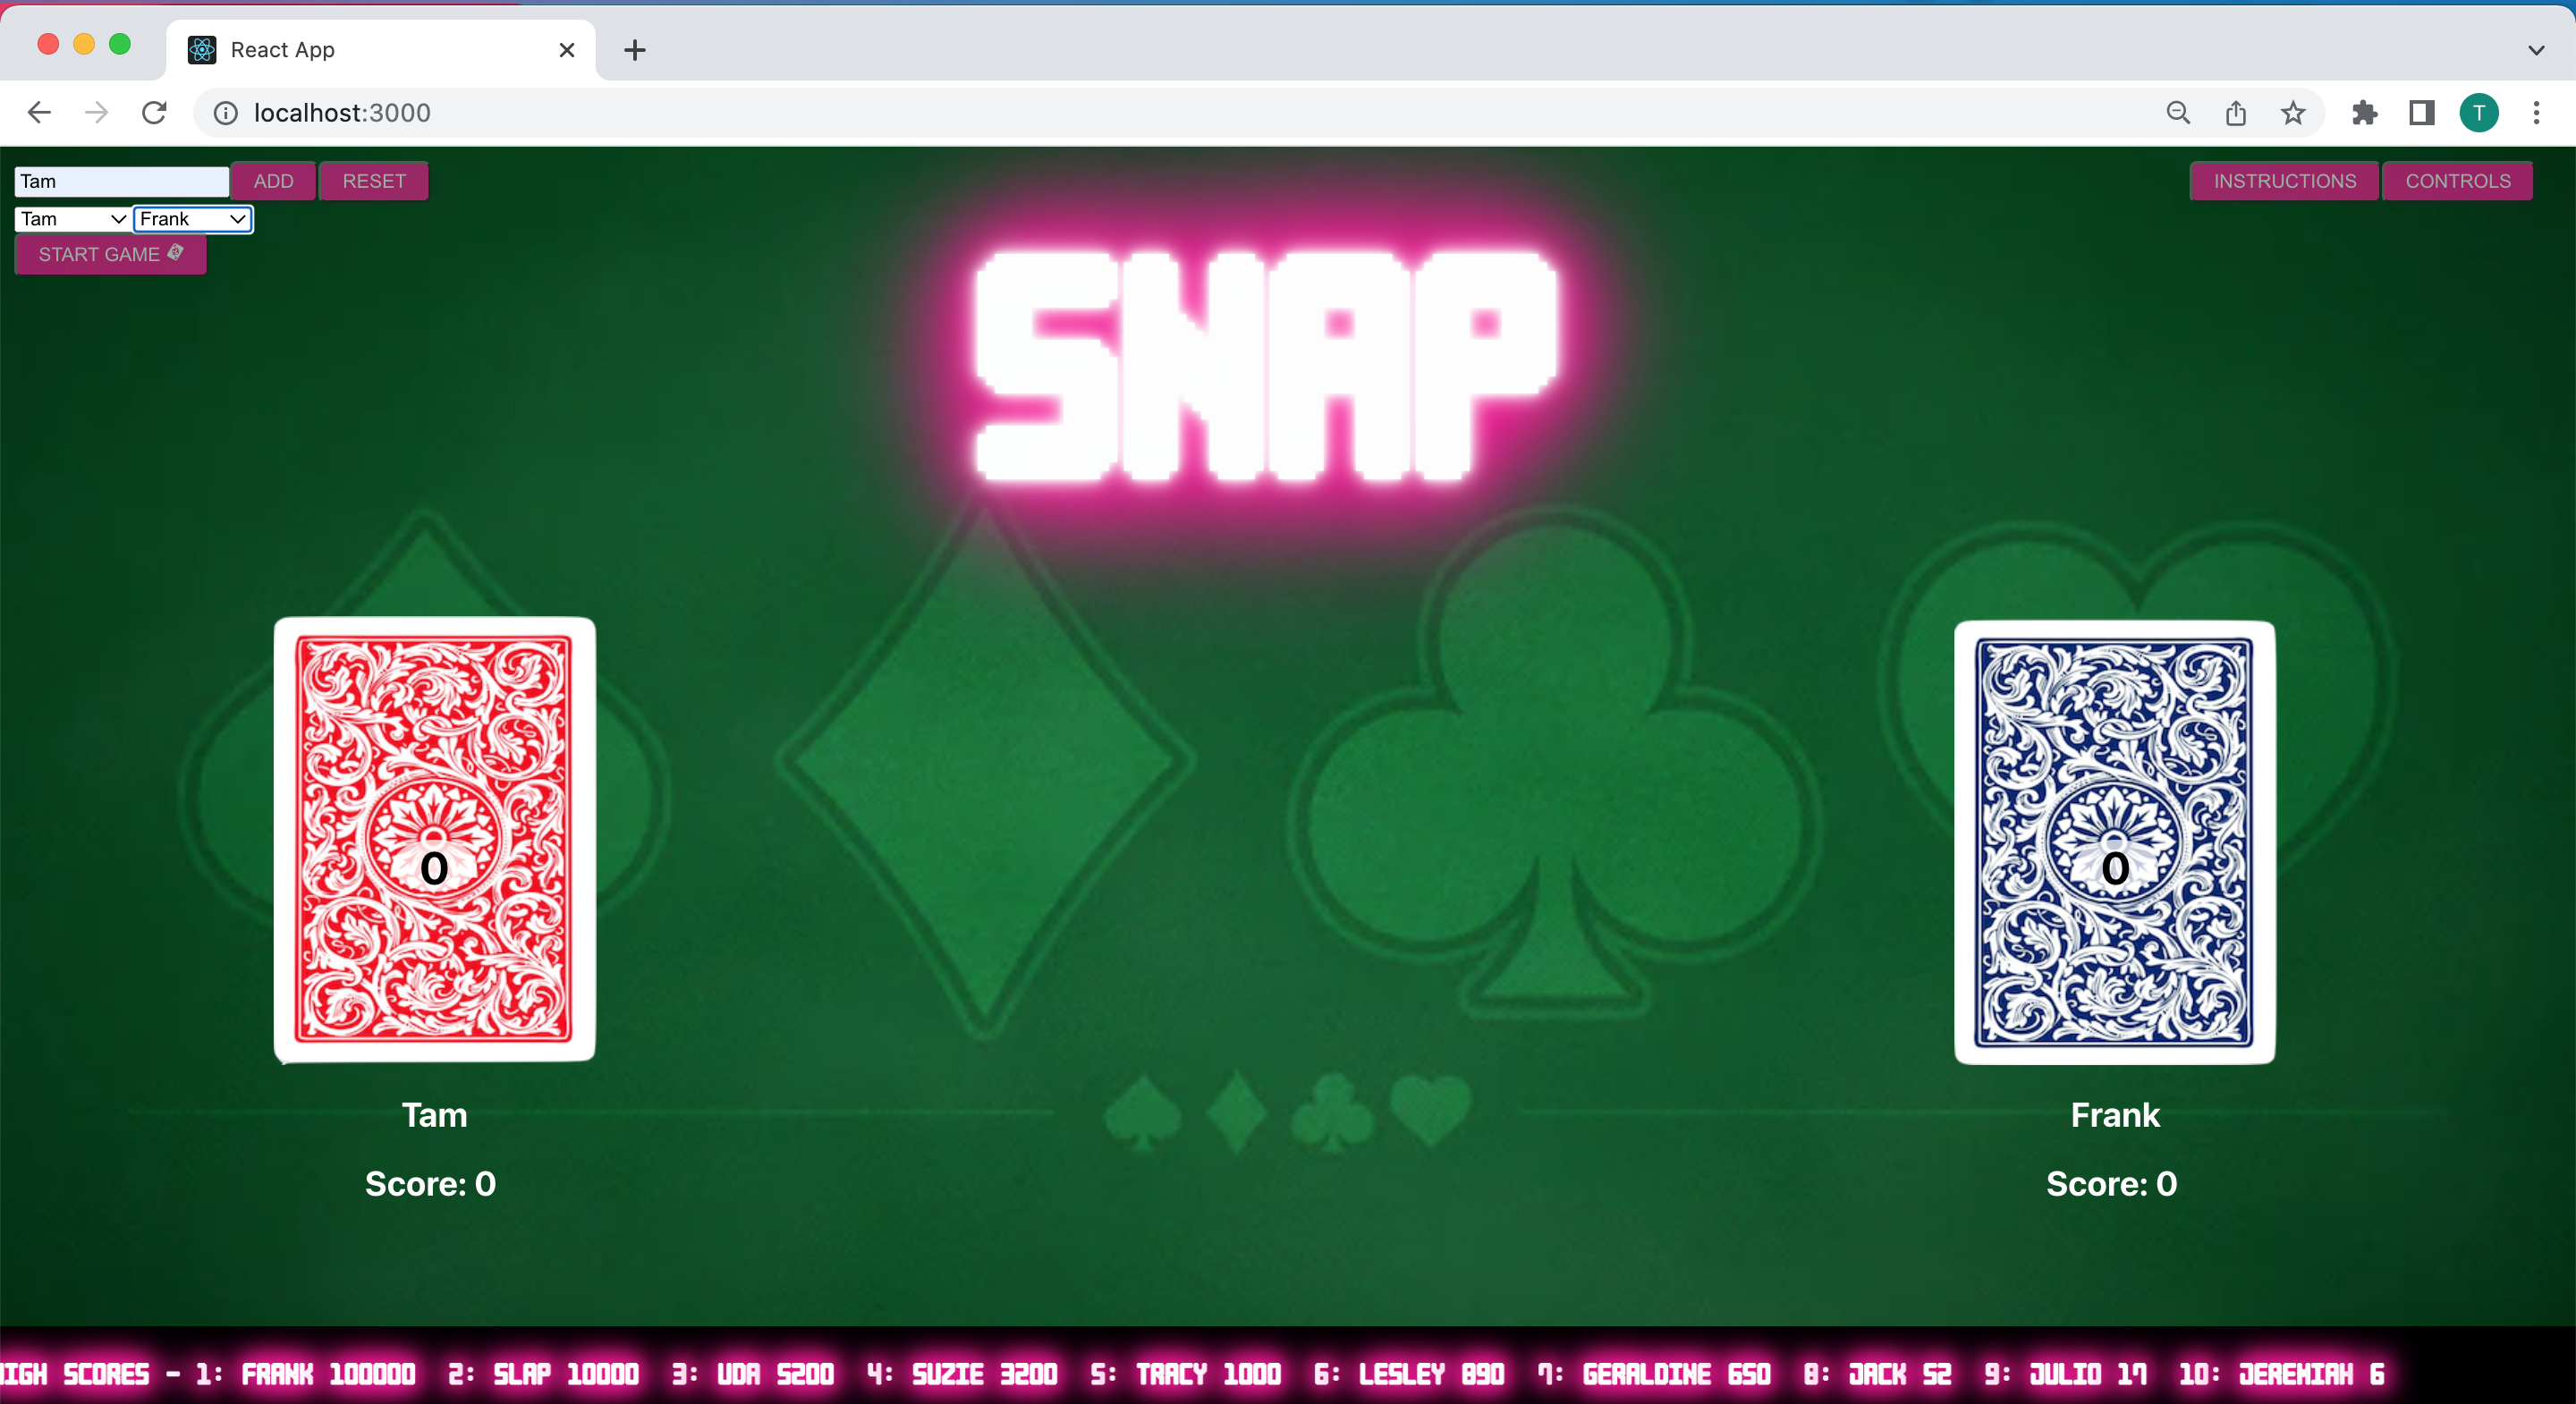 React App
localhost:3000
T
Tam ADD RESET
INSTRUCTIONS CONTROLS
Tam Frank
START GAME
SNAP
0
0
Tam
Frank
Score: 0
Score: 0
IGH SCORES - 1: FRANK 100000 2: SLAP 10000 3: UDA 5200 4: SUZIE 3200 5: TRACY 1000 6: LESLEY 890 7: GERALDINE 650 8: JACK 52 9: JULIO 17 10: JEREMIAH 6